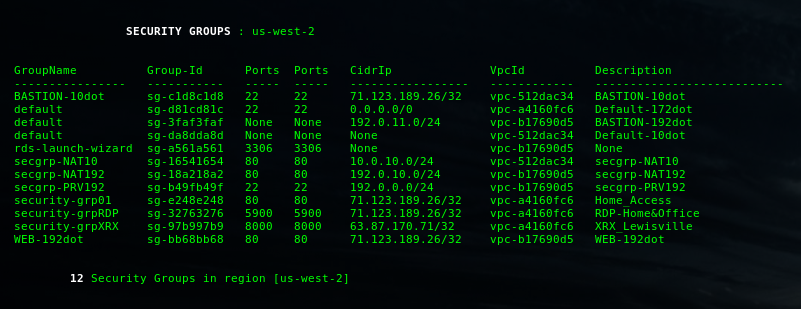 SECURITY GROUPS : us-west-2
GroupName Group-Id Ports Ports CidrIp VpcId Description
---------------- ----------- ----- ----- ----------------- ------------ ---------------------------
BASTION-10dot sg-c1d8c1d8 22 22 71.123.189.26/32 vpc-512dac34 BASTION-10dot
default sg-d81cd81c 22 22 0.0.0.0/0 vpc-a4160fc6 Default-172dot
default sg-3faf3faf None None 192.0.11.0/24 vpc-b17690d5 BASTION-192dot
default sg-da8dda8d None None None vpc-512dac34 Default-10dot
rds-launch-wizard sg-a561a561 3306 3306 None vpc-b17690d5 None
secgrp-NAT10 sg-16541654 80 80 10.0.10.0/24 vpc-512dac34 secgrp-NAT10
secgrp-NAT192 sg-18a218a2 80 80 192.0.10.0/24 vpc-b17690d5 secgrp-NAT192
secgrp-PRV192 sg-b49fb49f 22 22 192.0.0.0/24 vpc-b17690d5 secgrp-PRV192
security-grp01 sg-e248e248 80 80 71.123.189.26/32 vpc-a4160fc6 Home_Access
security-grpRDP sg-32763276 5900 5900 71.123.189.26/32 vpc-a4160fc6 RDP-Home&Office
security-grpXRX sg-97b997b9 8000 8000 63.87.170.71/32 vpc-a4160fc6 XRX_Lewisville
WEB-192dot sg-bb68bb68 80 80 71.123.189.26/32 vpc-b17690d5 WEB-192dot
12 Security Groups in region [us-west-2]